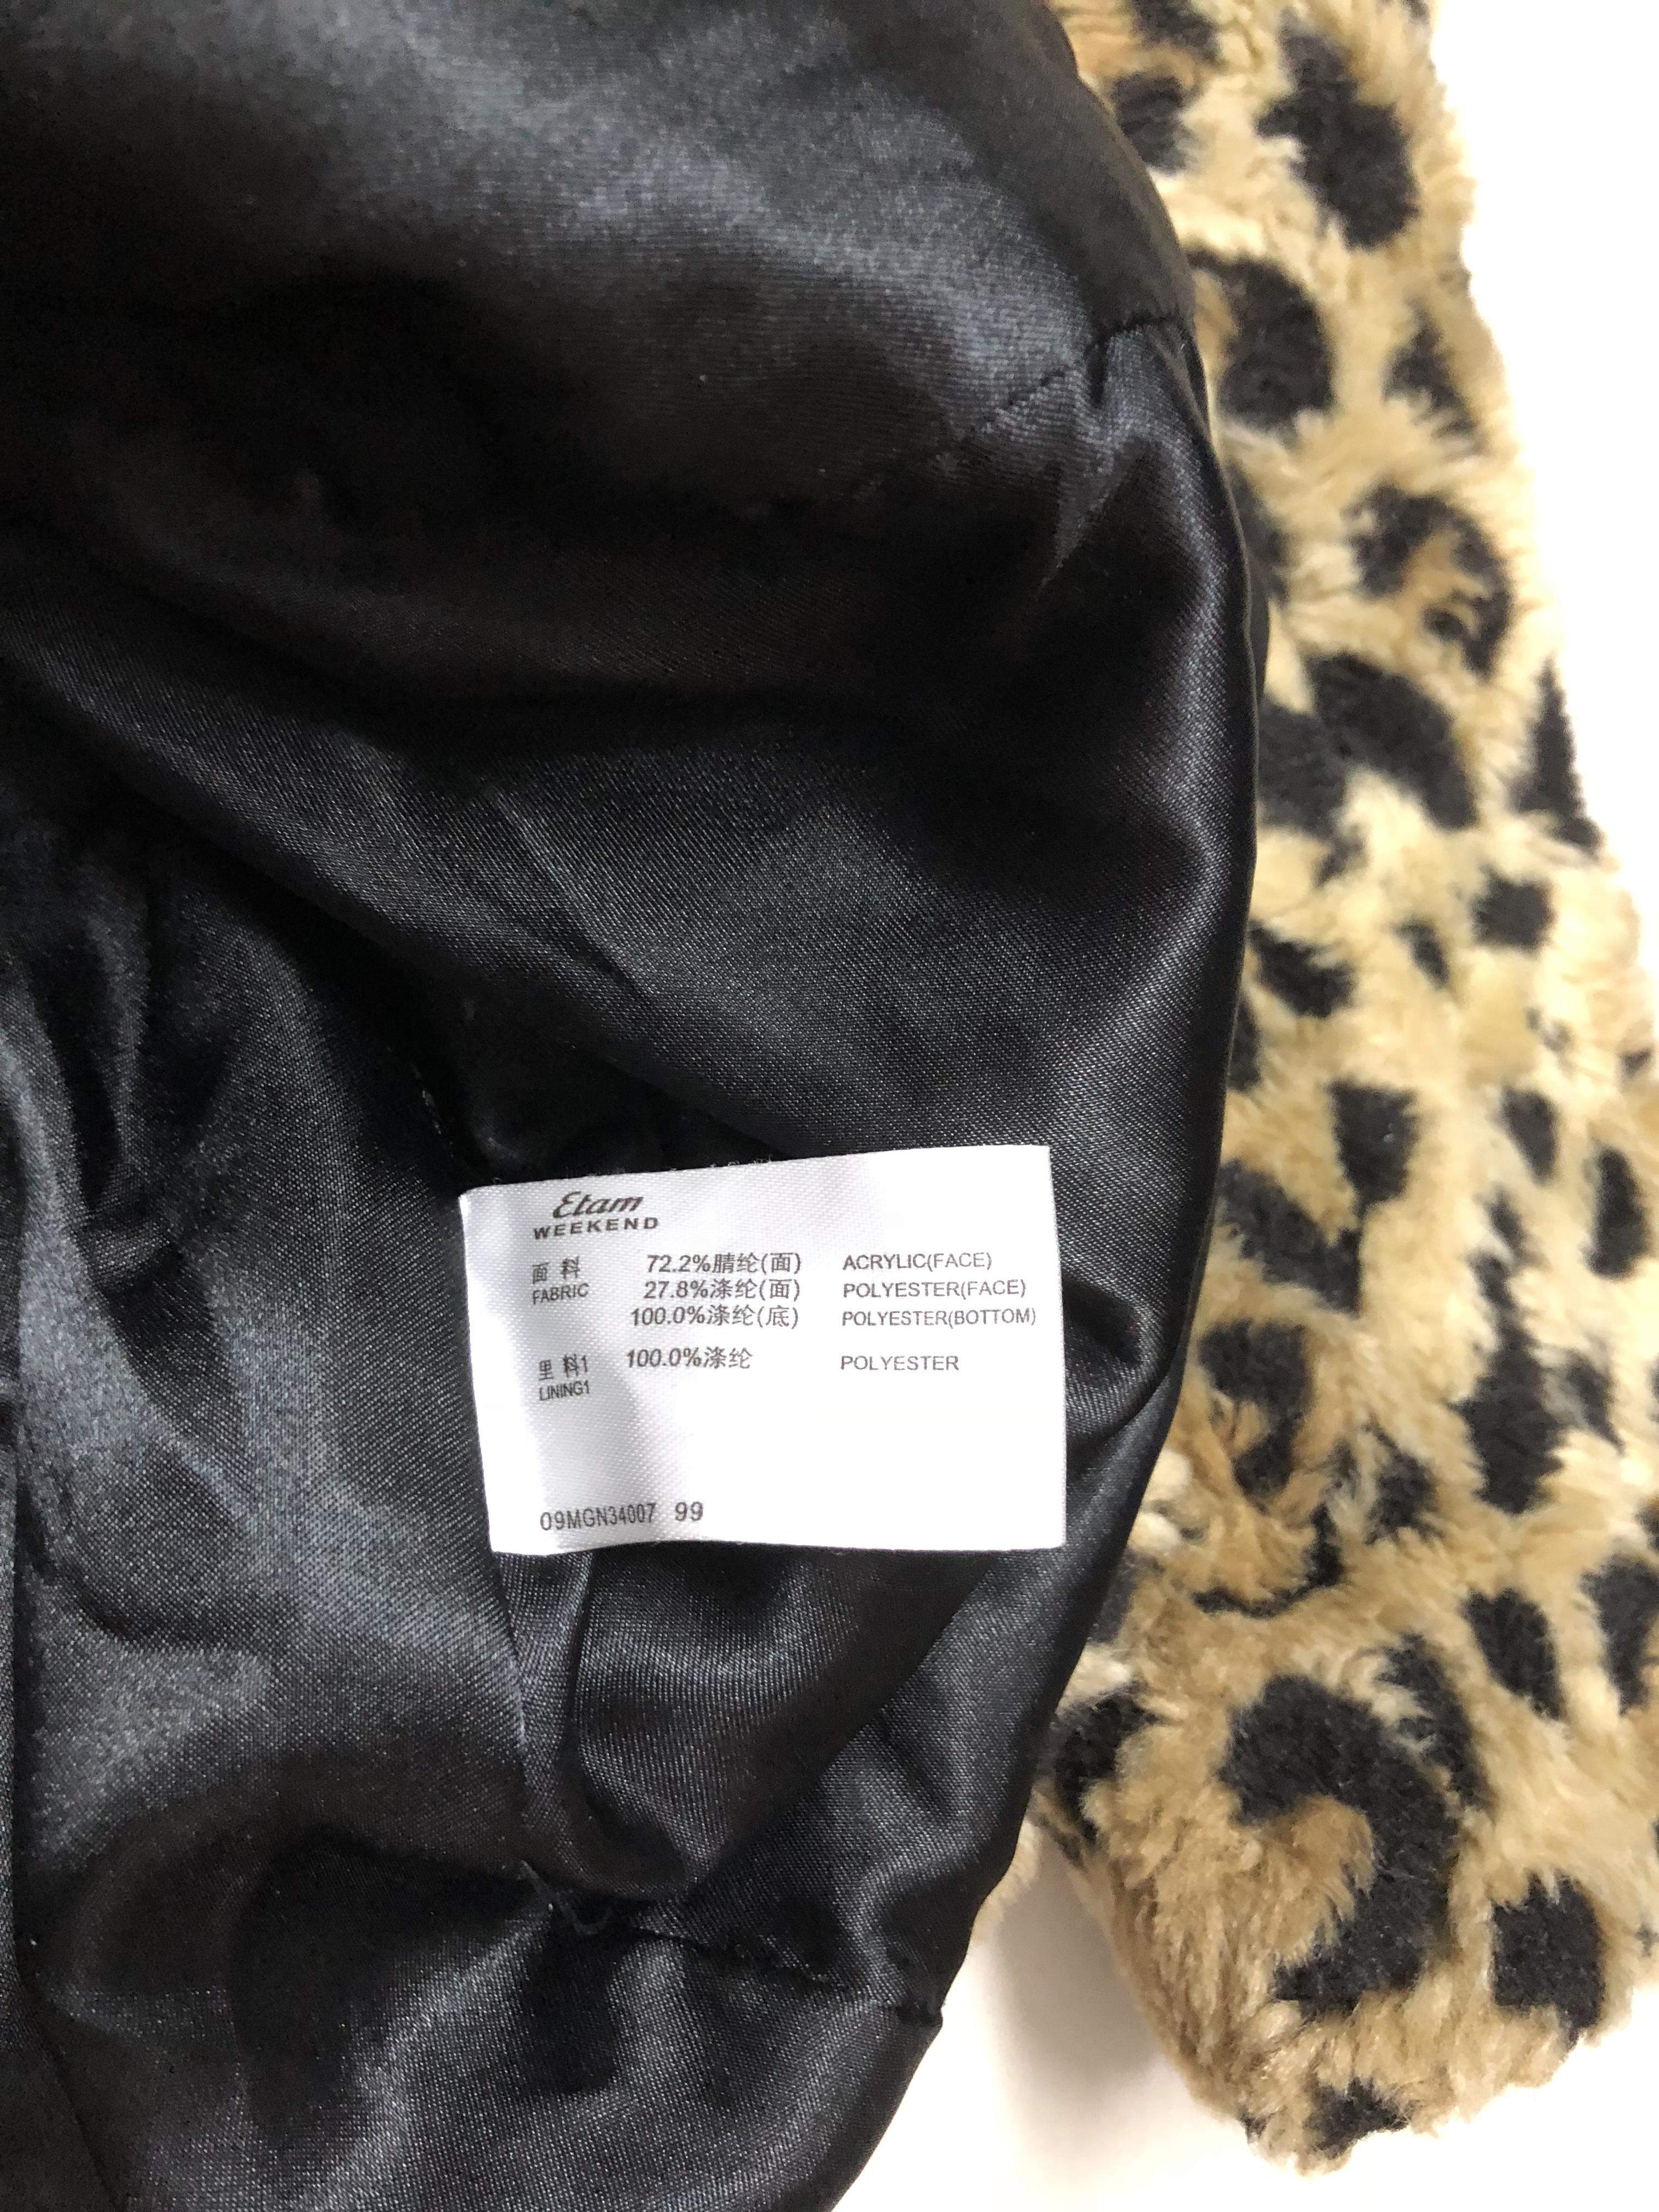 Etam
WEEKEND
面 料 72.2%腈纶(面) ACRYLIC(FACE)
FABRIC 27.8%涤纶(面) POLYESTER(FACE)
100.0%涤纶(底) POLYESTER(BOTTOM)
里 料1 100.0%涤纶 POLYESTER
LINING1
09MGN34007 99